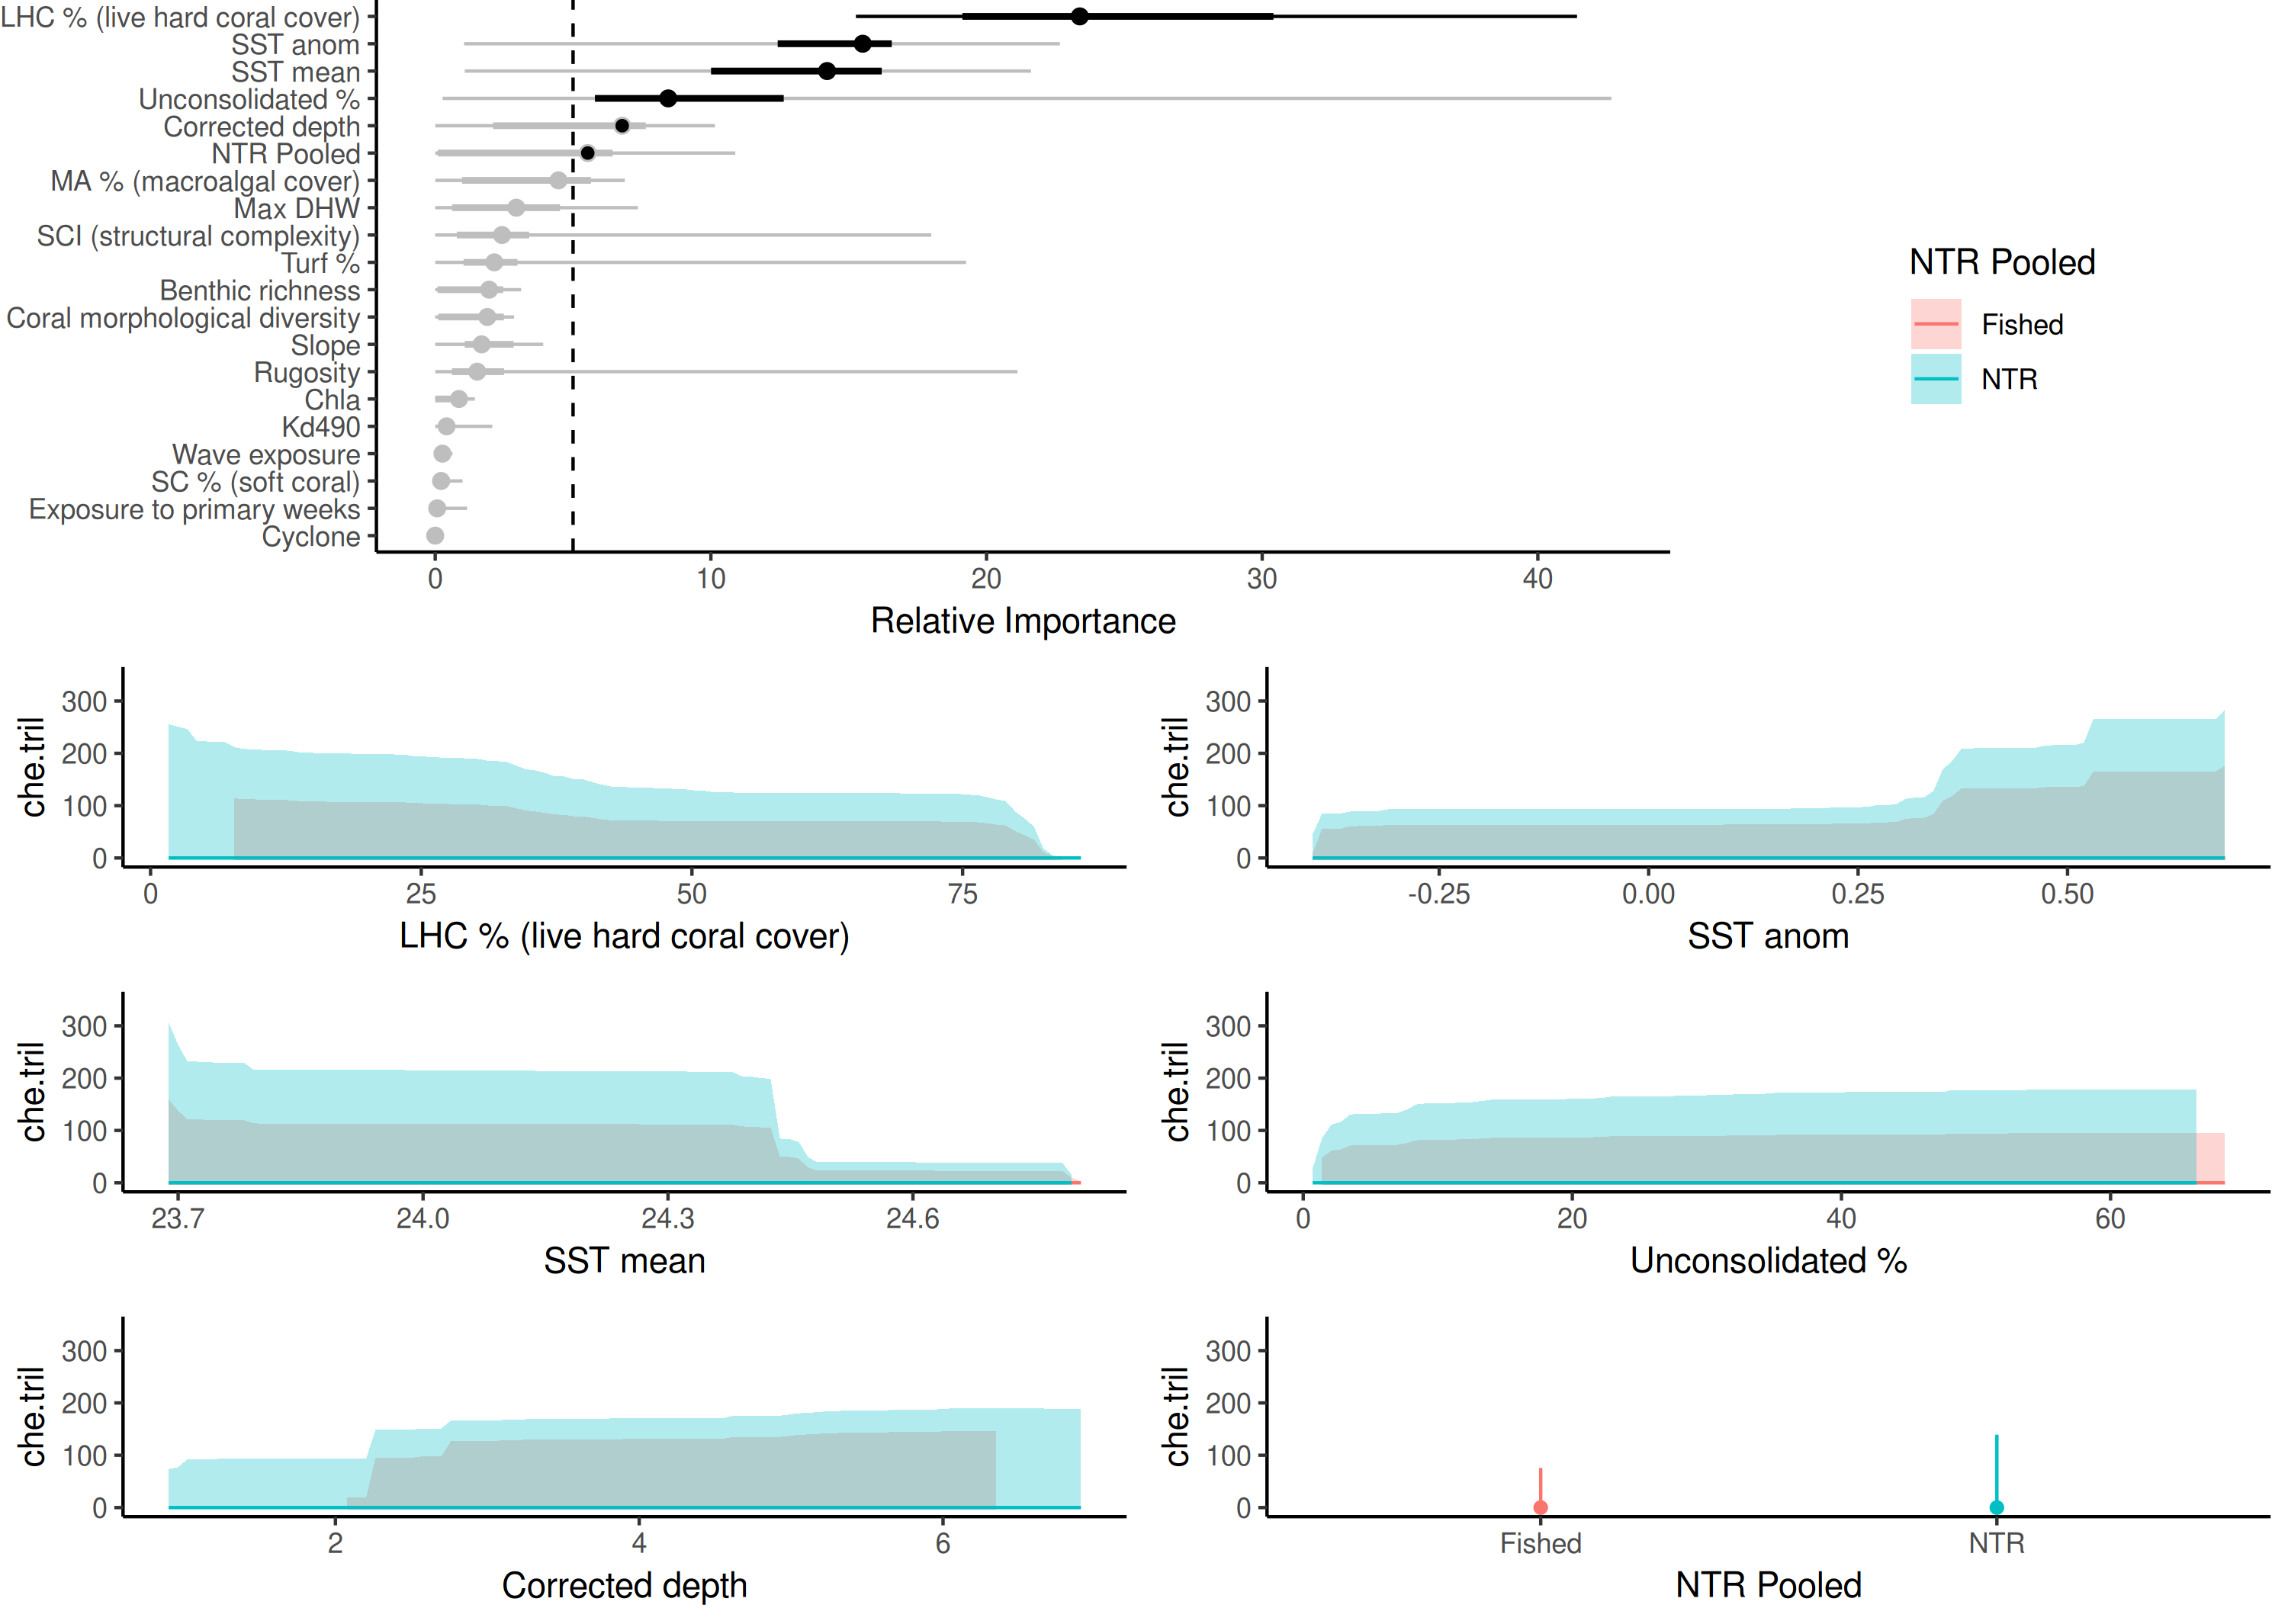 LHC % (live hard coral cover)
SST anom
SST mean
Unconsolidated %
Corrected depth
NTR Pooled
MA % (macroalgal cover)
Max DHW
SCI (structural complexity)
Turf %
Benthic richness
Coral morphological diversity
Slope
Rugosity
Chla
Kd490
Wave exposure
SC % (soft coral)
Exposure to primary weeks
Cyclone
0 10 20 30 40
Relative Importance
NTR Pooled
Fished
NTR
che.tril
300
200
100
0
0 25 50 75
LHC % (live hard coral cover)
che.tril
300
200
100
0
-0.25 0.00 0.25 0.50
SST anom
che.tril
300
200
100
0
23.7 24.0 24.3 24.6
SST mean
che.tril
300
200
100
0
0 20 40 60
Unconsolidated %
che.tril
300
200
100
0
2 4 6
Corrected depth
che.tril
300
200
100
0
Fished NTR
NTR Pooled